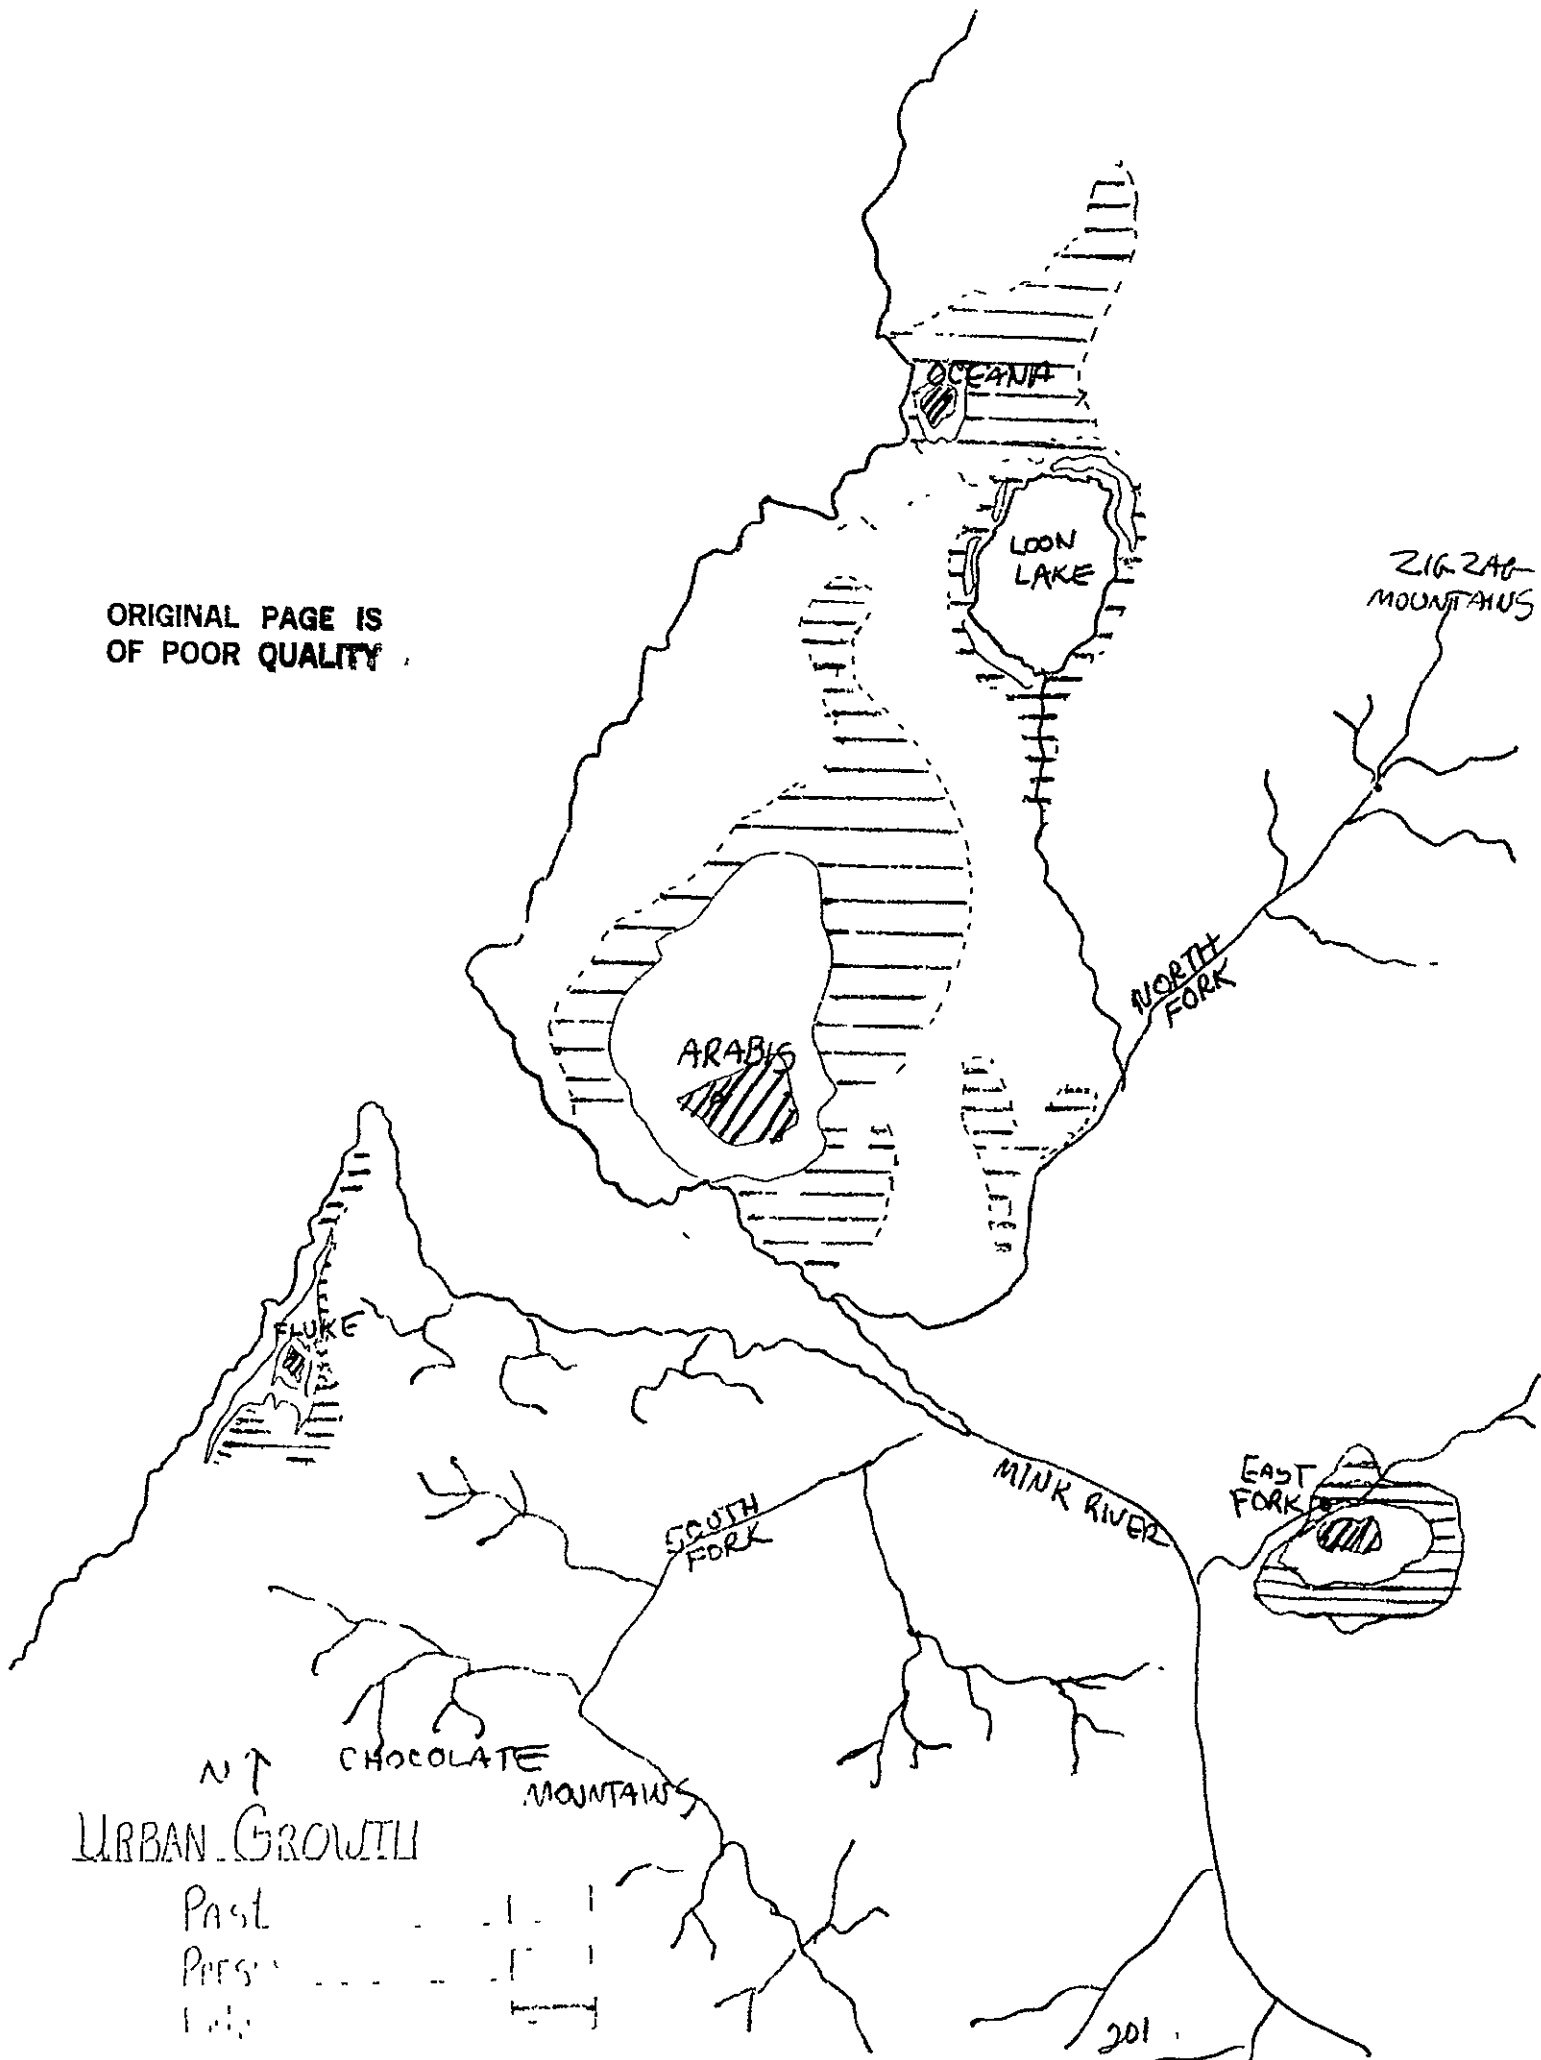 OCEANA
LOON
LAKE
ZIGZAG
MOUNTAINS
ORIGINAL PAGE IS
OF POOR QUALITY
NORTH
FORK
ARABIS
FLUKE
MINK RIVER
EAST
FORK
SOUTH
FORK
N
CHOCOLATE
MOUNTAINS
URBAN GROWTH
Past
201